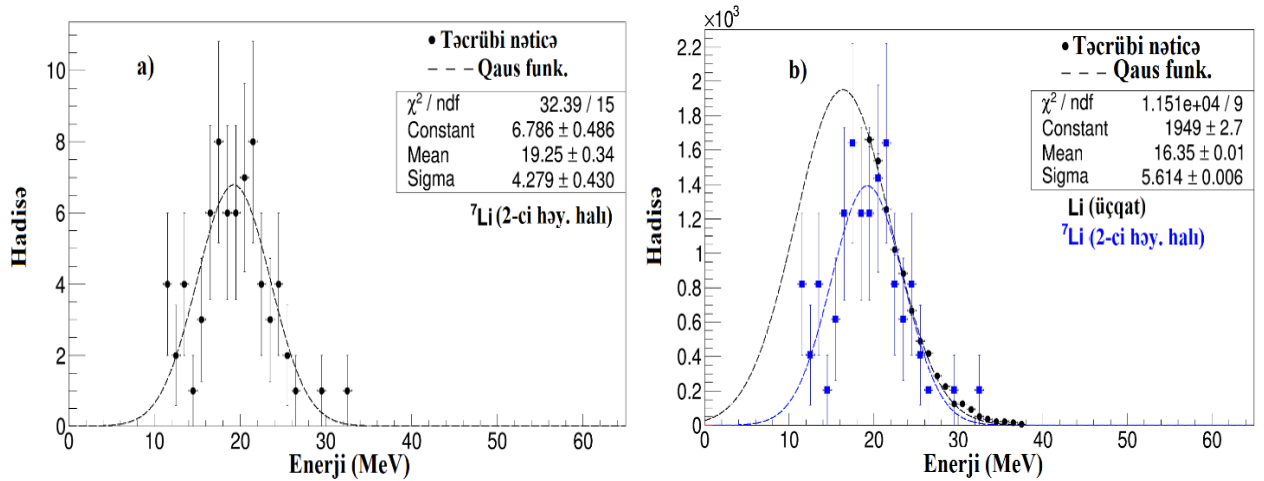 a)
Təcrübi nəticə
Qaus funk.
χ² / ndf 32.39 / 15
Constant 6.786 ± 0.486
Mean 19.25 ± 0.34
Sigma 4.279 ± 0.430
⁷Li (2-ci həy. halı)
Hadisə
10
8
6
4
2
0
0 10 20 30 40 50 60
Enerji (MeV)
×10³
b)
Təcrübi nəticə
Qaus funk.
χ² / ndf 1.151e+04 / 9
Constant 1949 ± 2.7
Mean 16.35 ± 0.01
Sigma 5.614 ± 0.006
Li (üçqat)
⁷Li (2-ci həy. halı)
Hadisə
2.2
2
1.8
1.6
1.4
1.2
1
0.8
0.6
0.4
0.2
0
0 10 20 30 40 50 60
Enerji (MeV)